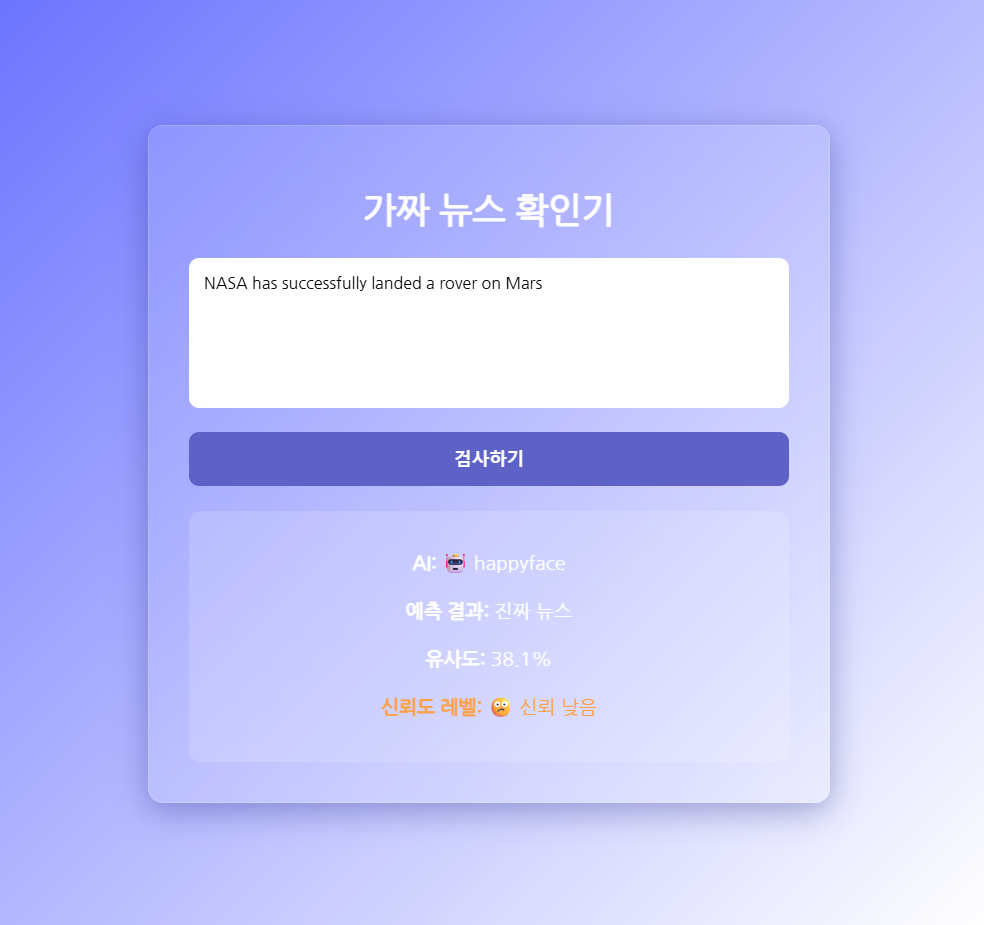 가짜 뉴스 확인기
NASA has successfully landed a rover on Mars
검사하기
AI: 🤖 happyface
예측 결과: 진짜 뉴스
유사도: 38.1%
신뢰도 레벨: 🫤 신뢰 낮음